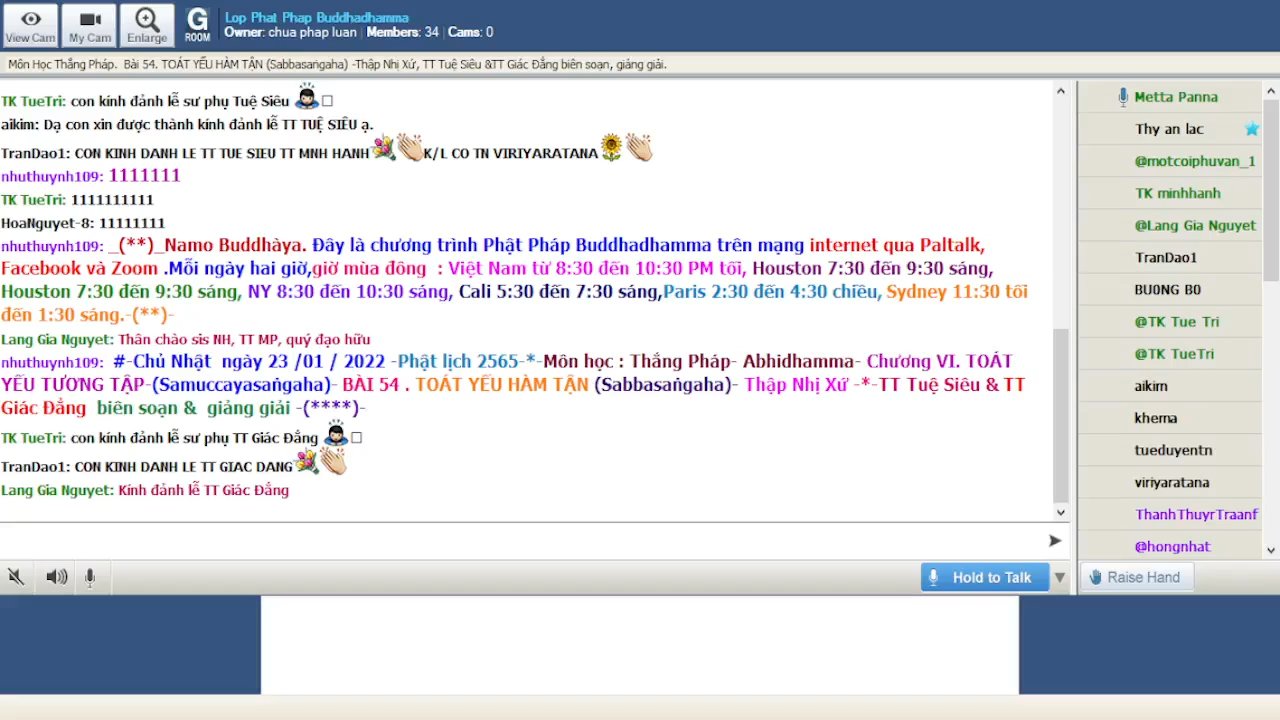 View Cam
My Cam
Enlarge
G
ROOM
Lop Phat Phap Buddhadhamma
Owner: chua phap luan | Members: 34 | Cams: 0
Môn Học Thắng Pháp. Bài 54. TOÁT YẾU HÀM TẬN (Sabbasaṅgaha) -Thập Nhị Xứ, TT Tuệ Siêu &TT Giác Đẳng biên soạn, giảng giải.
TK TueTri: con kính đảnh lễ sư phụ Tuệ Siêu
aikim: Dạ con xin được thành kính đảnh lễ TT TUỆ SIÊU ạ.
TranDao1: CON KINH DANH LE TT TUE SIEU TT MNH HANH K/L CO TN VIRIYARATANA
nhuthuynh109: 1111111
TK TueTri: 1111111111
HoaNguyet-8: 11111111
nhuthuynh109: _(**)_Namo Buddhàya. Đây là chương trình Phật Pháp Buddhadhamma trên mạng internet qua Paltalk,
Facebook và Zoom .Mỗi ngày hai giờ,giờ mùa đông : Việt Nam từ 8:30 đến 10:30 PM tối, Houston 7:30 đến 9:30 sáng,
Houston 7:30 đến 9:30 sáng, NY 8:30 đến 10:30 sáng, Cali 5:30 đến 7:30 sáng,Paris 2:30 đến 4:30 chiều, Sydney 11:30 tối
đến 1:30 sáng.-(**)-
Lang Gia Nguyet: Thân chào sis NH, TT MP, quý đạo hữu
nhuthuynh109: #-Chủ Nhật ngày 23 /01 / 2022 -Phật lịch 2565-*-Môn học : Thắng Pháp- Abhidhamma- Chương VI. TOÁT
YẾU TƯƠNG TẬP-(Samuccayasaṅgaha)- BÀI 54 . TOÁT YẾU HÀM TẬN (Sabbasaṅgaha)- Thập Nhị Xứ -*-TT Tuệ Siêu & TT
Giác Đẳng biên soạn & giảng giải -(****)-
TK TueTri: con kính đảnh lễ sư phụ TT Giác Đẳng
TranDao1: CON KINH DANH LE TT GIAC DANG
Lang Gia Nguyet: Kính đảnh lễ TT Giác Đẳng
Hold to Talk
Metta Panna
Thy an lac
@motcoiphuvan_1
TK minhhanh
@Lang Gia Nguyet
TranDao1
BU0NG B0
@TK Tue Tri
@TK TueTri
aikim
khema
tueduyentn
viriyaratana
ThanhThuyrTraanf
@hongnhat
Raise Hand